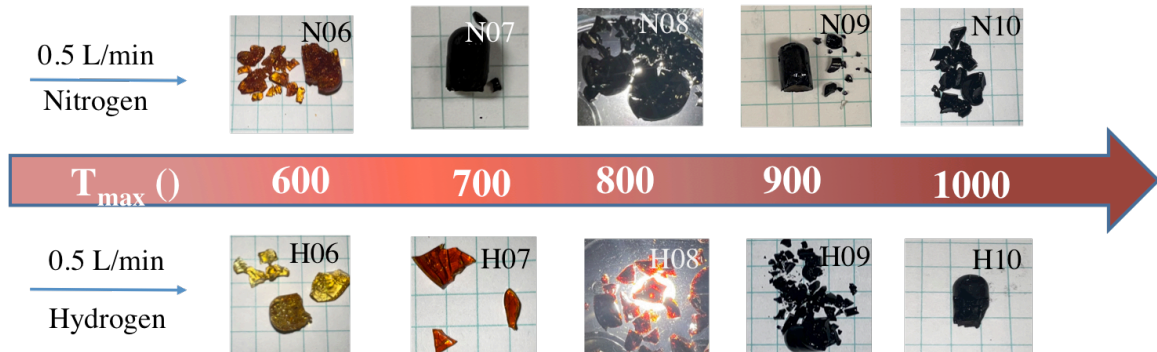 0.5 L/min
Nitrogen
N06
N07
N08
N09
N10
Tmax () 600 700 800 900 1000
0.5 L/min
Hydrogen
H06
H07
H08
H09
H10